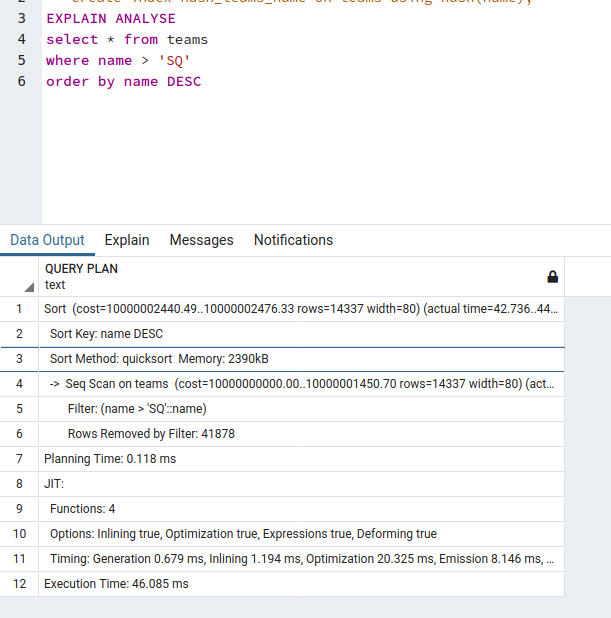 3 EXPLAIN ANALYSE
4 select * from teams
5 where name > 'SQ'
6 order by name DESC
Data Output Explain Messages Notifications
QUERY PLAN
text
1 Sort (cost=10000002440.49..10000002476.33 rows=14337 width=80) (actual time=42.736..44...
2 Sort Key: name DESC
3 Sort Method: quicksort Memory: 2390kB
4 -> Seq Scan on teams (cost=10000000000.00..10000001450.70 rows=14337 width=80) (act...
5 Filter: (name > 'SQ'::name)
6 Rows Removed by Filter: 41878
7 Planning Time: 0.118 ms
8 JIT:
9 Functions: 4
10 Options: Inlining true, Optimization true, Expressions true, Deforming true
11 Timing: Generation 0.679 ms, Inlining 1.194 ms, Optimization 20.325 ms, Emission 8.146 ms, ...
12 Execution Time: 46.085 ms